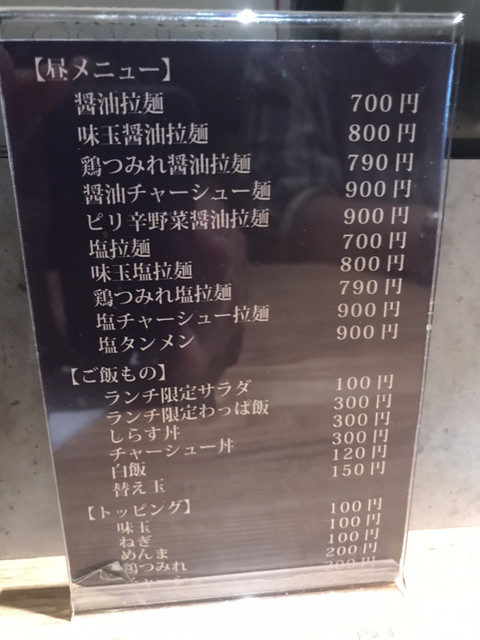 【昼メニュー】
醤油拉麺 700円
味玉醤油拉麺 800円
鶏つみれ醤油拉麺 790円
醤油チャーシュー麺 900円
ピリ辛野菜醤油拉麺 900円
塩拉麺 700円
味玉塩拉麺 800円
鶏つみれ塩拉麺 790円
塩チャーシュー拉麺 900円
塩タンメン 900円
【ご飯もの】
ランチ限定サラダ 100円
ランチ限定わっぱ飯 300円
しらす丼 300円
チャーシュー丼 300円
白飯 120円
替え玉 150円
【トッピング】
味玉 100円
ねぎ 100円
めんま 100円
鶏つみれ 200円